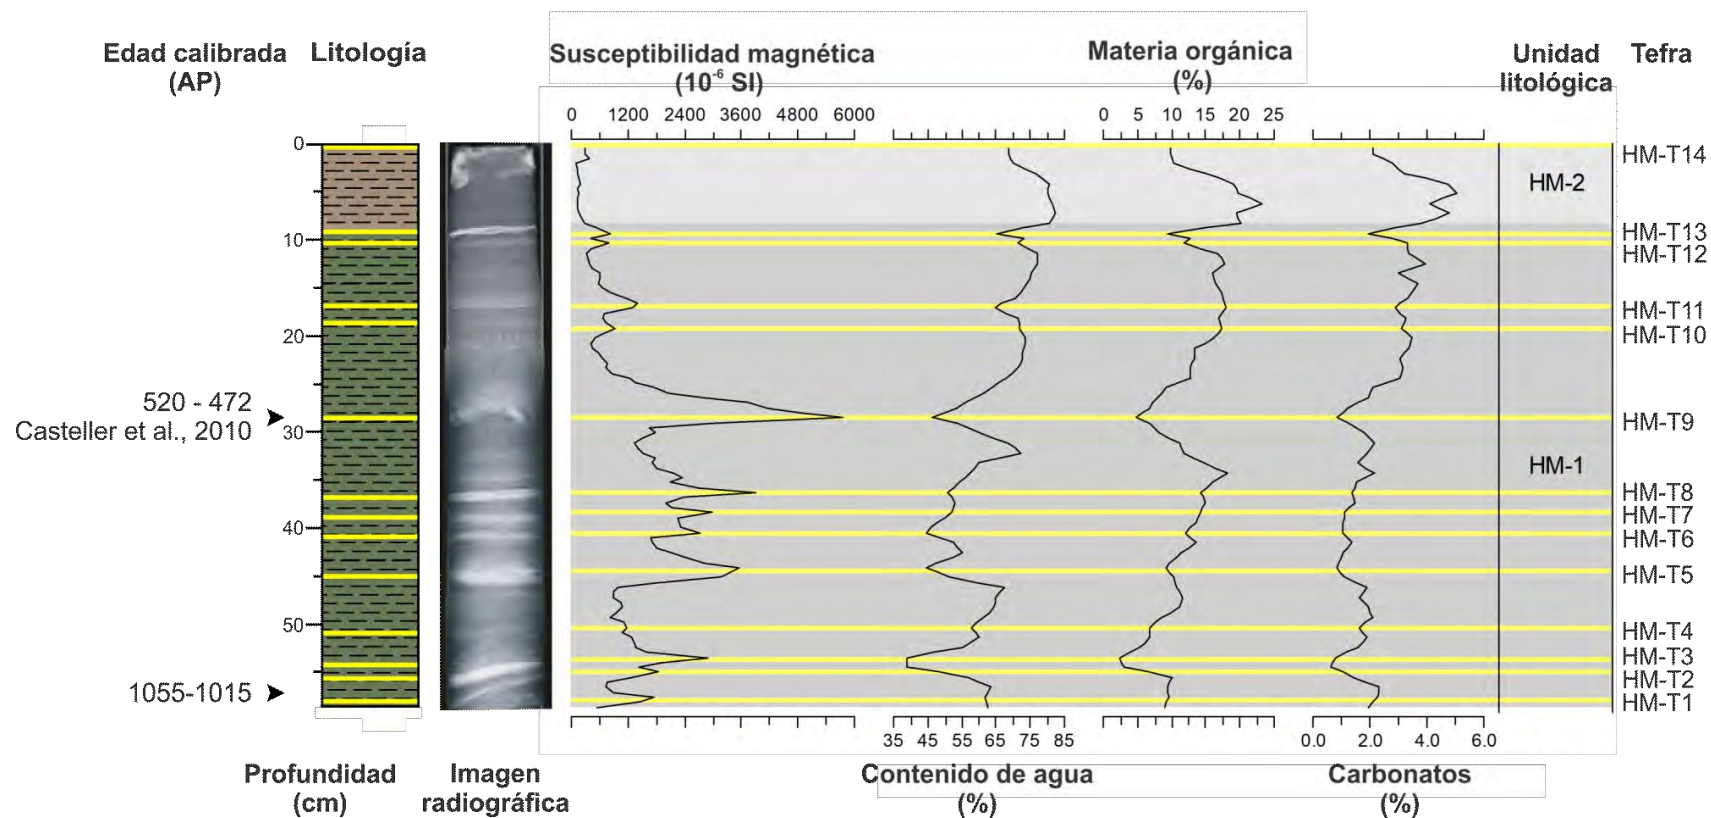 Edad calibrada
(AP)
Litología
Susceptibilidad magnética
(10⁻⁶ SI)
Materia orgánica
(%)
Unidad
litológica
Tefra
0 1200 2400 3600 4800 6000
0 5 10 15 20 25
0
10
20
30
40
50
520 - 472
Casteller et al., 2010
1055-1015
HM-2
HM-1
HM-T14
HM-T13
HM-T12
HM-T11
HM-T10
HM-T9
HM-T8
HM-T7
HM-T6
HM-T5
HM-T4
HM-T3
HM-T2
HM-T1
35 45 55 65 75 85
0.0 2.0 4.0 6.0
Profundidad
(cm)
Imagen
radiográfica
Contenido de agua
(%)
Carbonatos
(%)